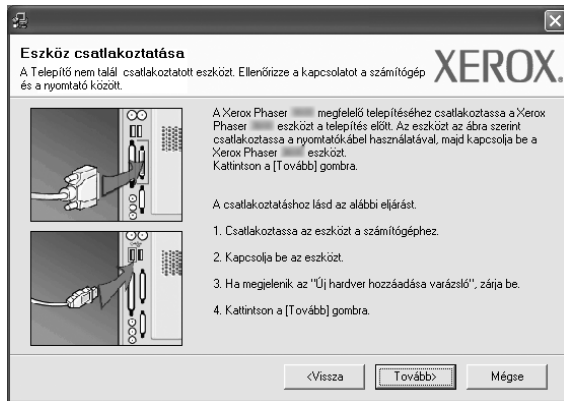 Eszköz csatlakoztatása
A Telepítő nem talál csatlakoztatott eszközt. Ellenőrizze a kapcsolatot a számítógép
és a nyomtató között.
XEROX.
A Xerox Phaser megfelelő telepítéséhez csatlakoztassa a Xerox
Phaser eszközt a telepítés előtt. Az eszközt az ábra szerint
csatlakoztassa a nyomtatókábel használatával, majd kapcsolja be a
Xerox Phaser eszközt.
Kattintson a [Tovább] gombra.
A csatlakoztatáshoz lásd az alábbi eljárást.
1. Csatlakoztassa az eszközt a számítógéphez.
2. Kapcsolja be az eszközt.
3. Ha megjelenik az "Új hardver hozzáadása varázsló", zárja be.
4. Kattintson a [Tovább] gombra.
<Vissza
Tovább>
Mégse